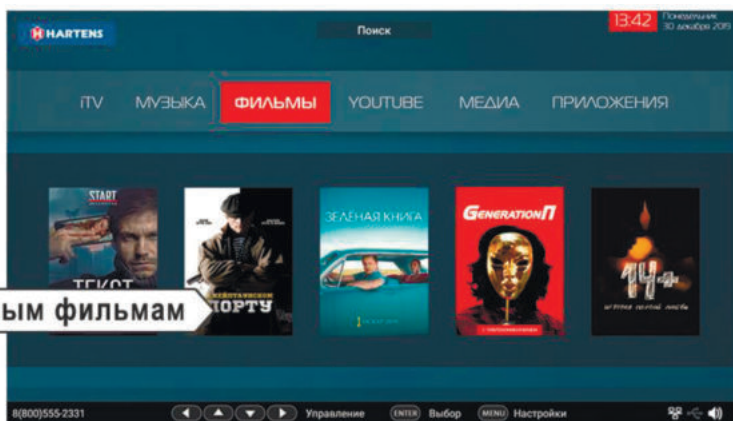 HARTENS
Поиск
13:42
Понедельник
30 декабря 2019
iTV МУЗЫКА ФИЛЬМЫ YOUTUBE МЕДИА ПРИЛОЖЕНИЯ
START
ТЕКСТ
ПОРТУ
ЗЕЛЁНАЯ КНИГА
GENERATION П
14+
ым фильмам
8(800)555-2331
Управление
ENTER Выбор
MENU Настройки